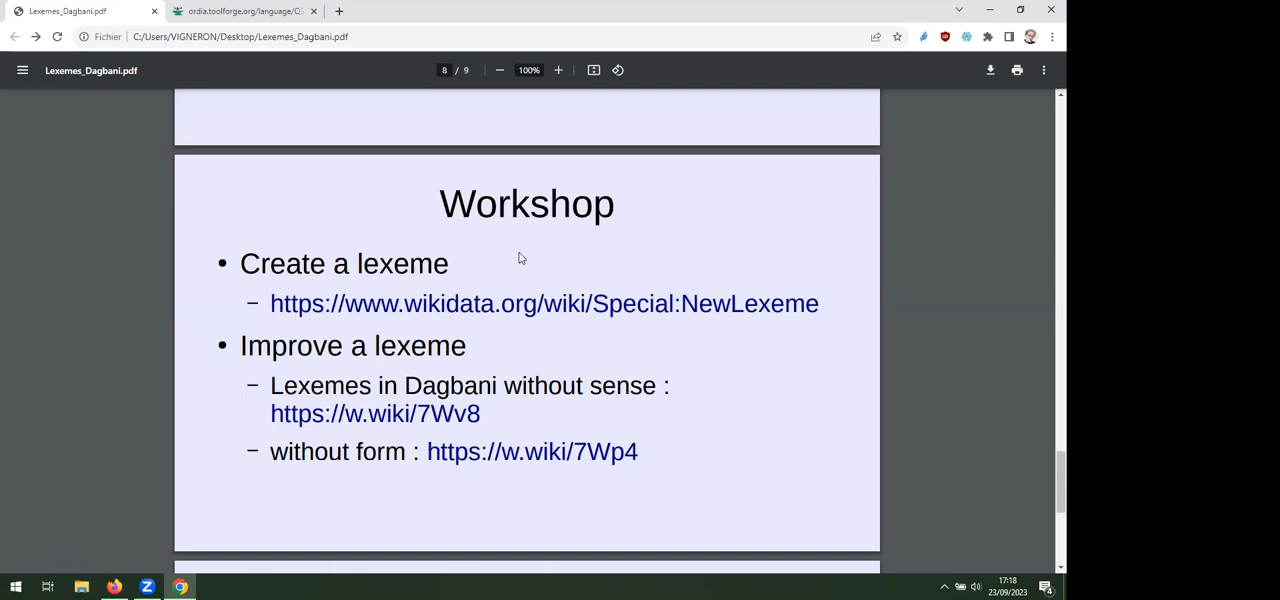 Lexemes_Dagbani.pdf
ordia.toolforge.org/language/Q
Fichier
C:/Users/VIGNERON/Desktop/Lexemes_Dagbani.pdf
Lexemes_Dagbani.pdf
8 / 9
100%
Workshop
• Create a lexeme
– https://www.wikidata.org/wiki/Special:NewLexeme
• Improve a lexeme
– Lexemes in Dagbani without sense :
https://w.wiki/7Wv8
– without form : https://w.wiki/7Wp4
17:18
23/09/2023
4